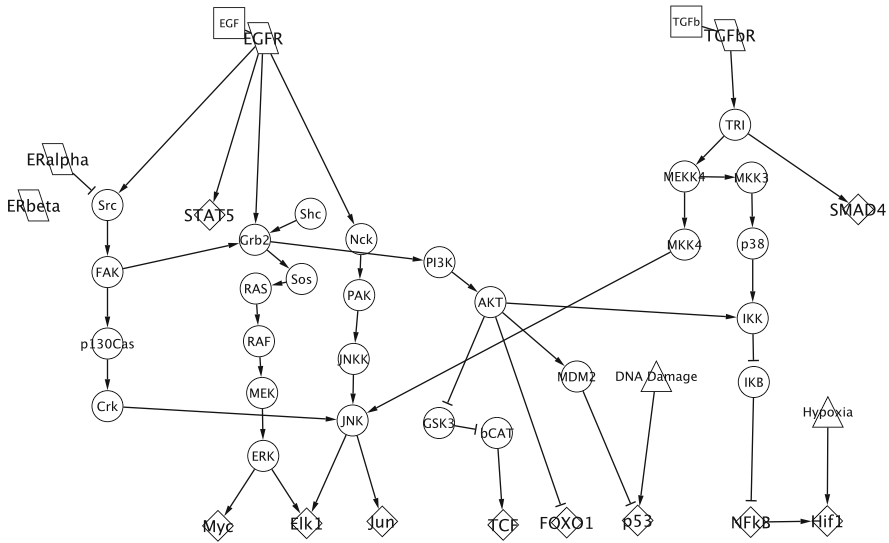 EGF
EGFR
TGFb
TGFbR
TRI
ERalpha
ERbeta
Src
STAT5
Shc
MEKK4
MKK3
SMAD4
Grb2
Nck
MKK4
p38
FAK
RAS
Sos
PI3K
PAK
AKT
IKK
p130Cas
RAF
JNKK
MDM2
DNA Damage
IKB
MEK
Crk
JNK
GSK3
bCAT
Hypoxia
ERK
Myc
Elk1
Jun
TCF
FOXO1
p53
NFkB
Hif1